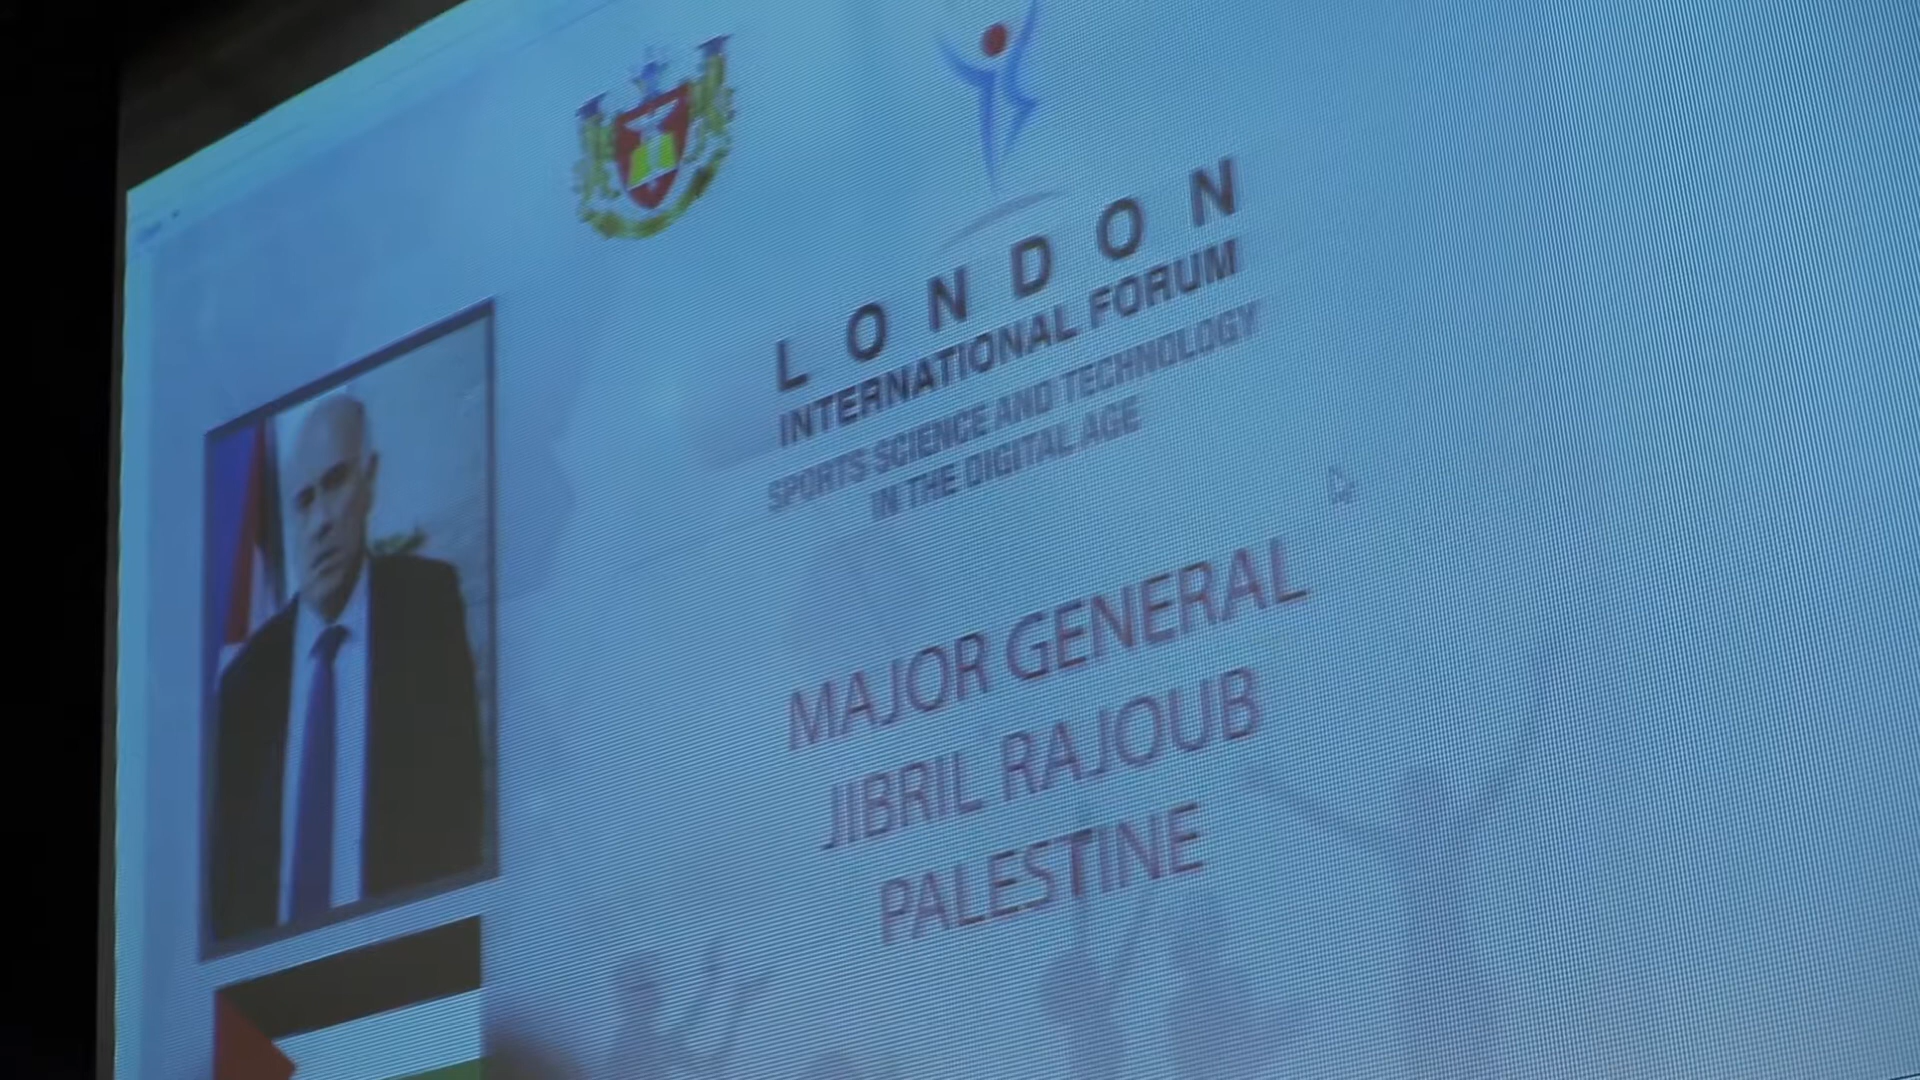 LONDON
INTERNATIONAL FORUM
SPORTS SCIENCE AND TECHNOLOGY
IN THE DIGITAL AGE
MAJOR GENERAL
JIBRIL RAJOUB
PALESTINE